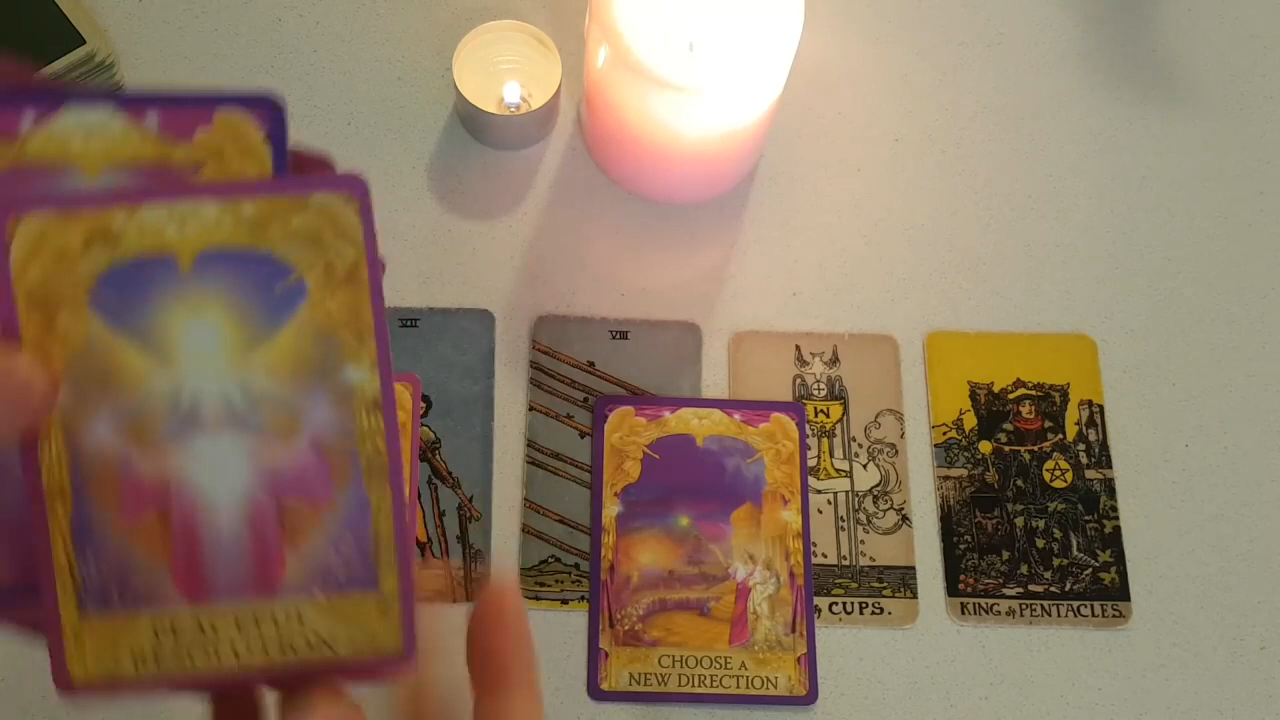 VII
VIII
CUPS.
KING of PENTACLES.
CHOOSE A
NEW DIRECTION